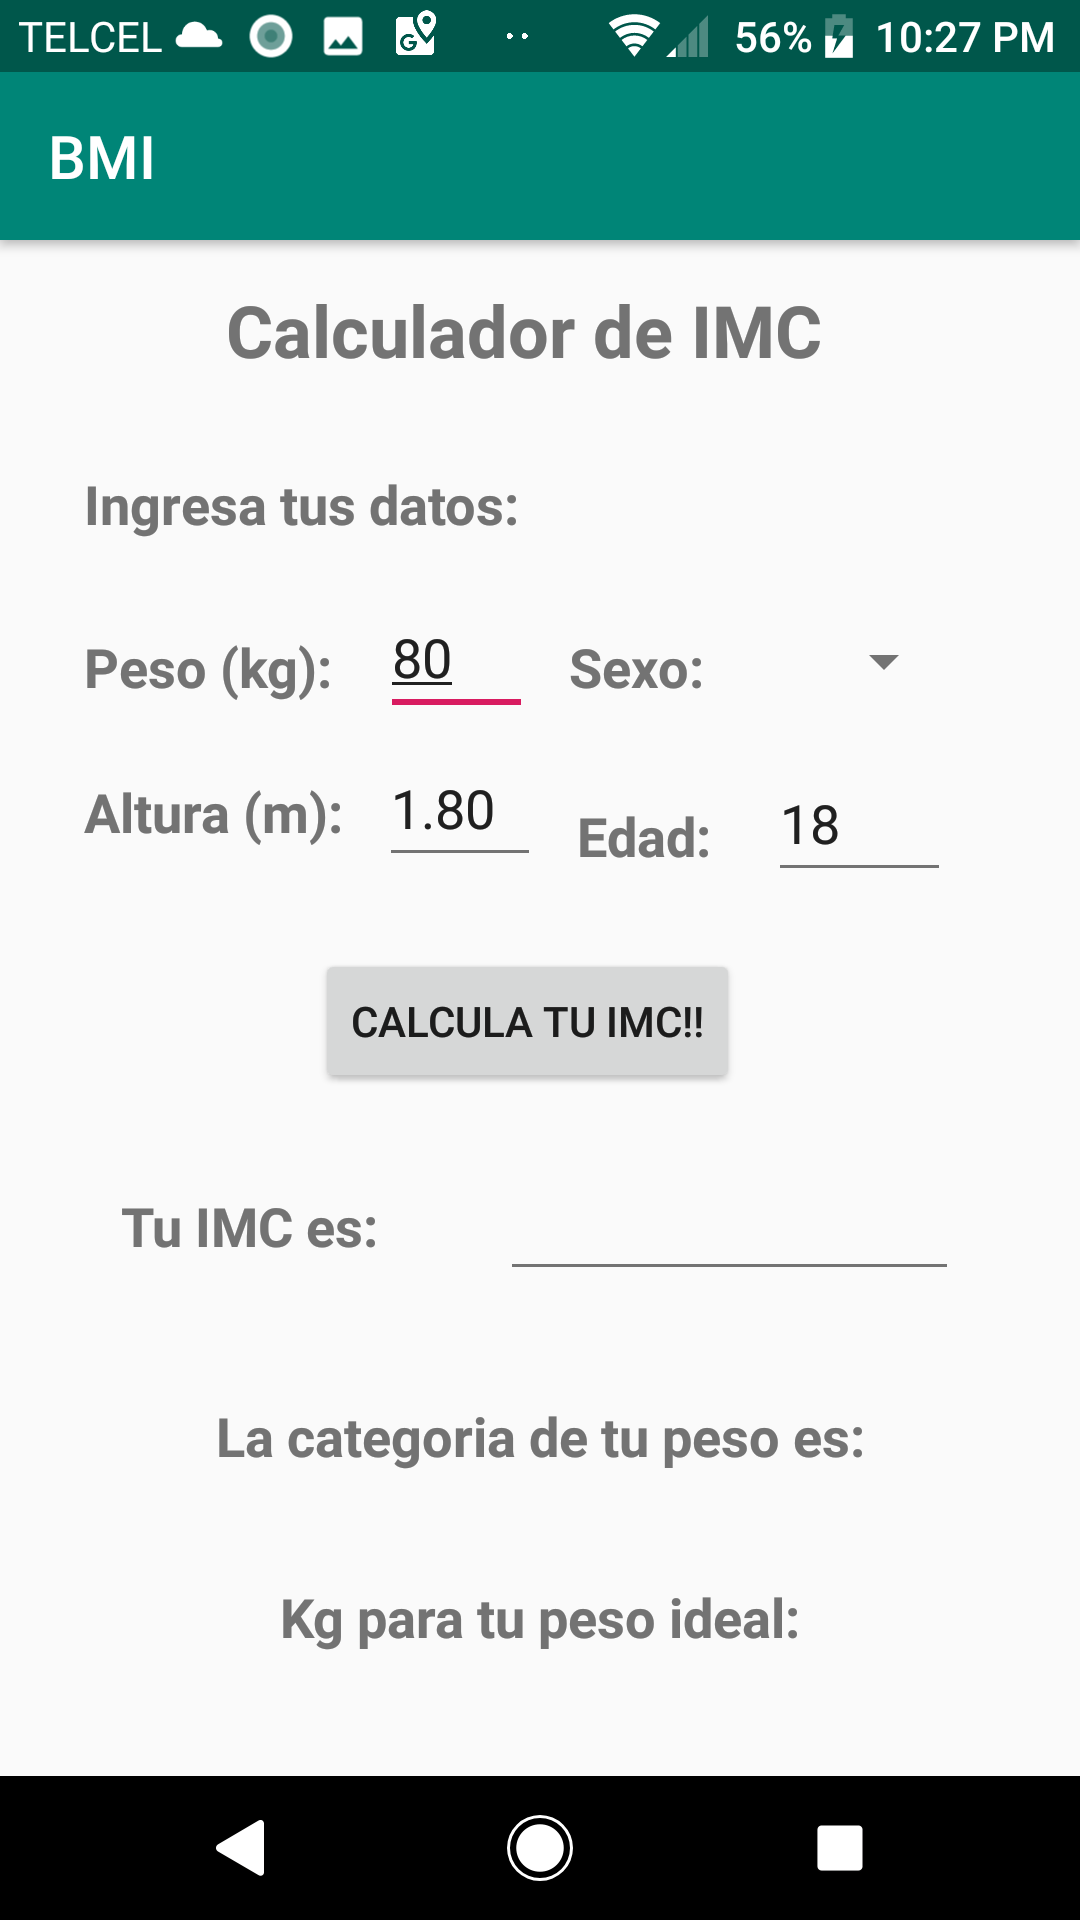 TELCEL 56% 10:27 PM
BMI
Calculador de IMC
Ingresa tus datos:
Peso (kg): 80 Sexo:
Altura (m): 1.80 Edad: 18
CALCULA TU IMC!!
Tu IMC es:
La categoria de tu peso es:
Kg para tu peso ideal: